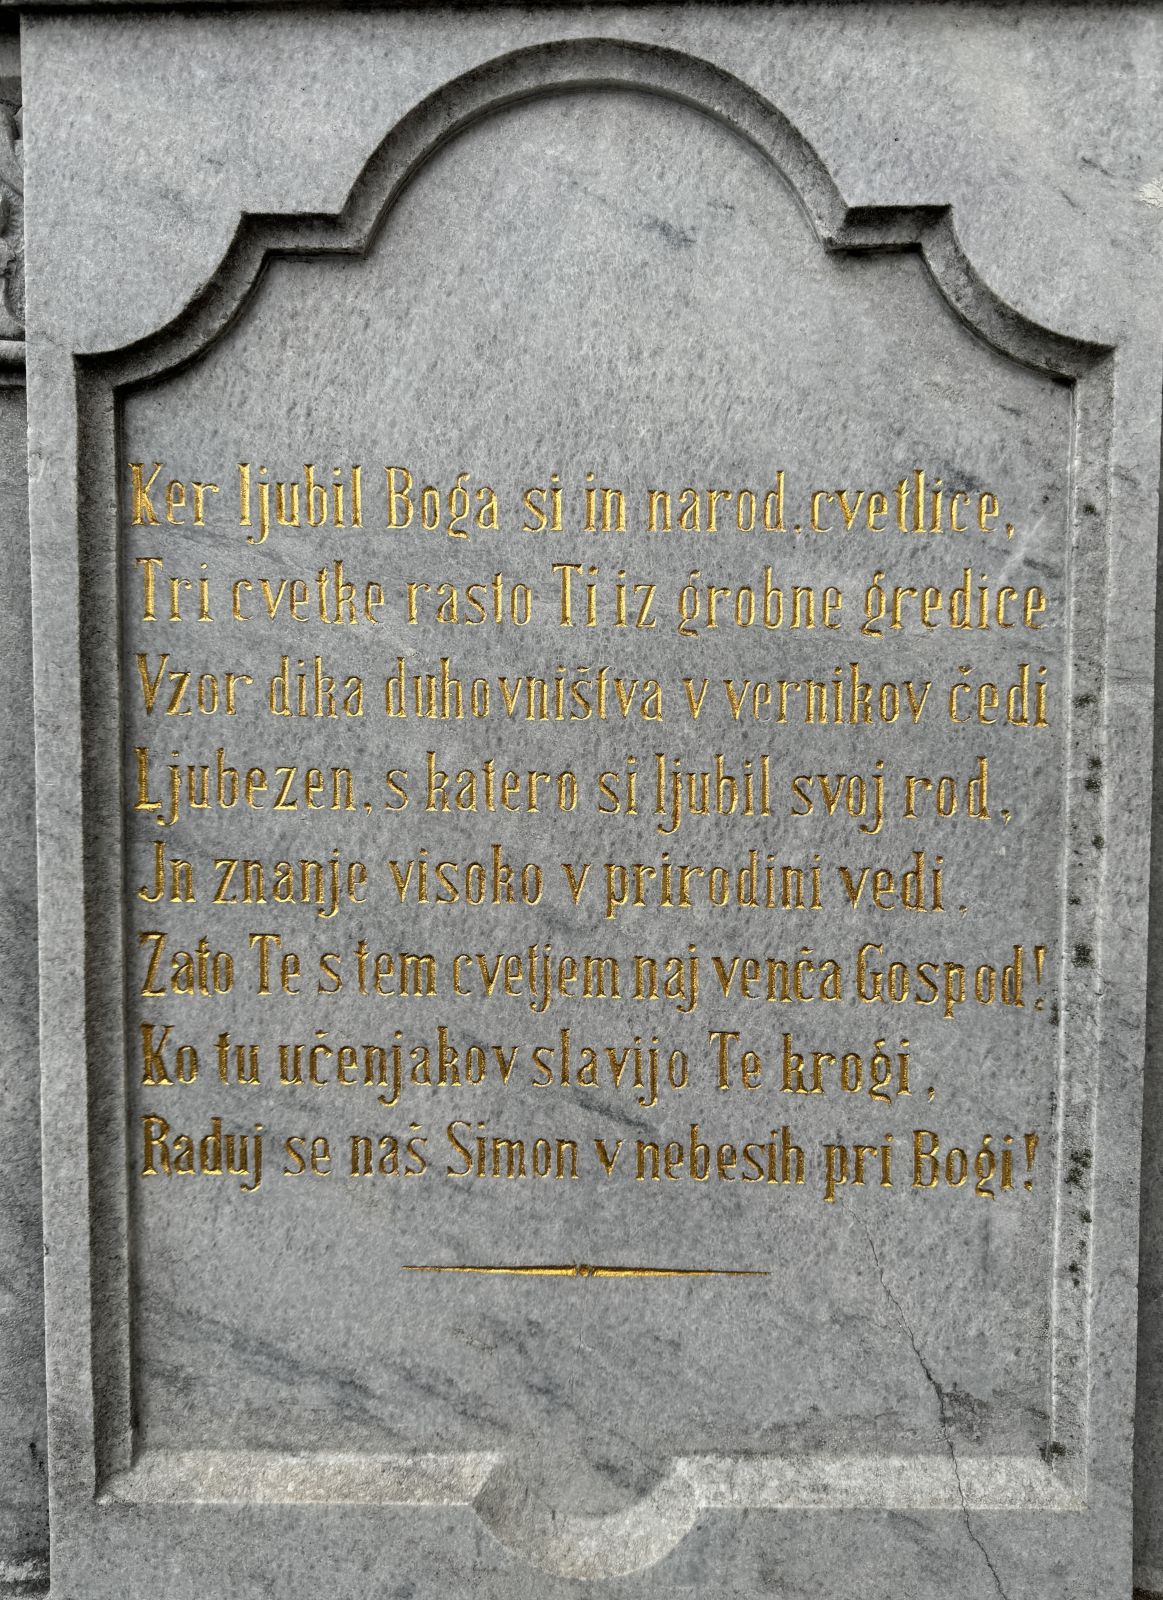 Ker ljubil Boga si in narod, cvetlice,
Tri cvetke rasto Ti iz grobne gredice
Vzor dika duhovništva v vernikov čedi
Ljubezen, s katero si ljubil svoj rod,
Jn znanje visoko v prirodini vedi.
Zato Te s tem cvetjem naj venča Gospod!
Ko tu učenjakov slavijo Te krogi,
Raduj se naš Simon v nebesih pri Bogi!